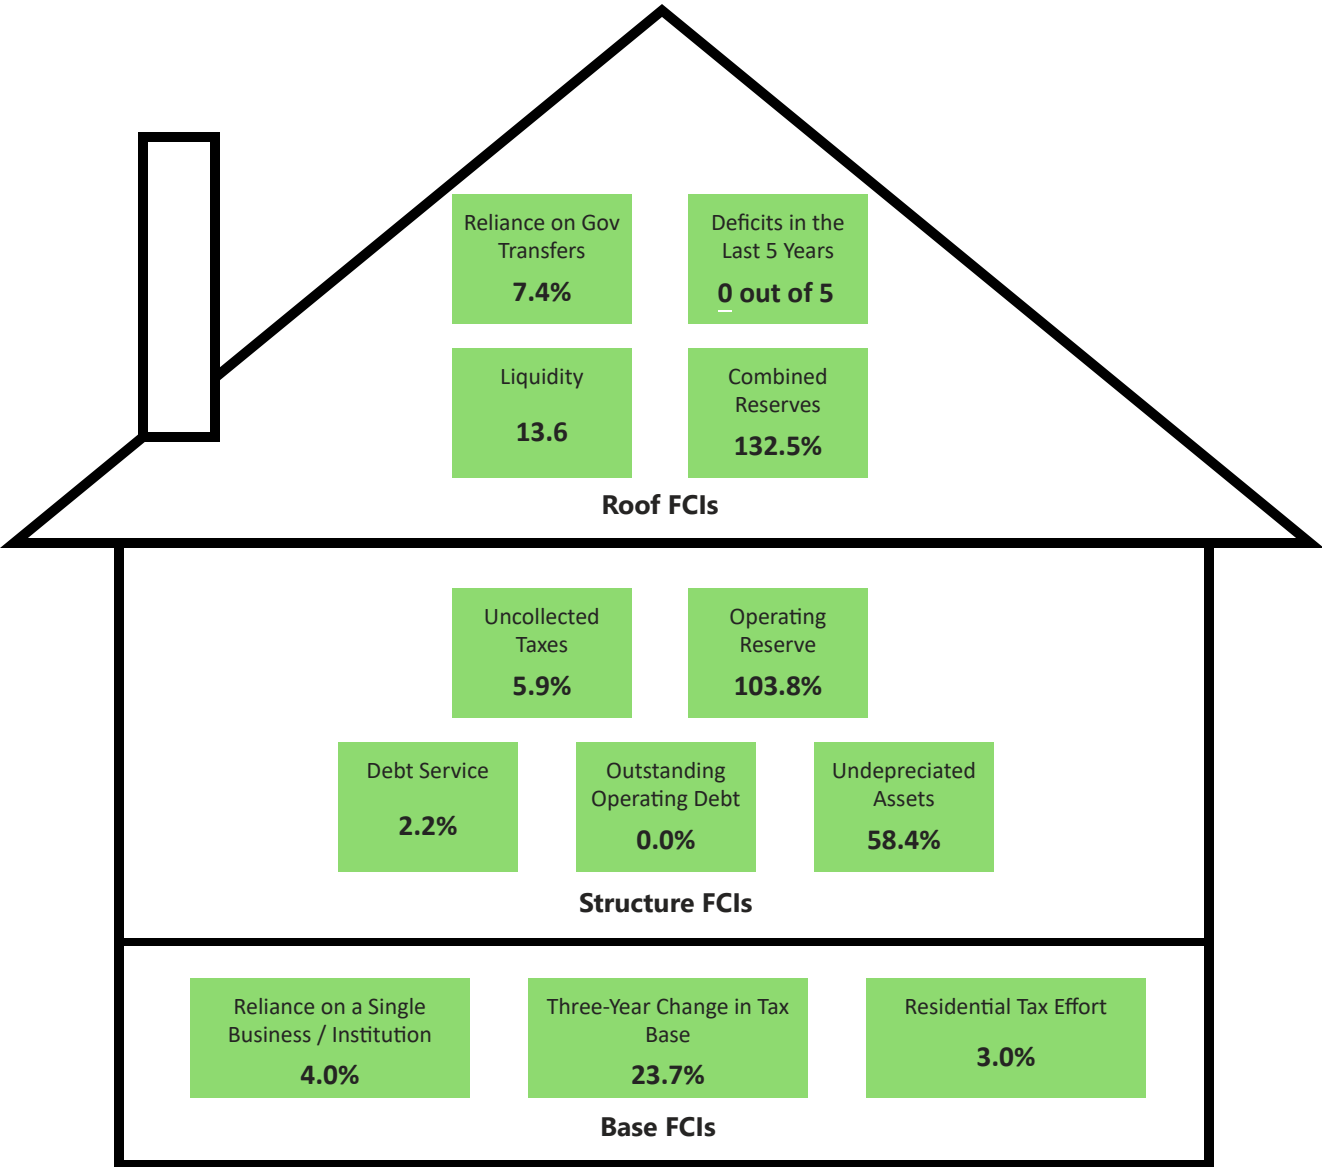 Reliance on Gov
Transfers
7.4%
Deficits in the
Last 5 Years
0 out of 5
Liquidity
13.6
Combined
Reserves
132.5%
Roof FCIs
Uncollected
Taxes
5.9%
Operating
Reserve
103.8%
Debt Service
2.2%
Outstanding
Operating Debt
0.0%
Undepreciated
Assets
58.4%
Structure FCIs
Reliance on a Single
Business / Institution
4.0%
Three-Year Change in Tax
Base
23.7%
Residential Tax Effort
3.0%
Base FCIs